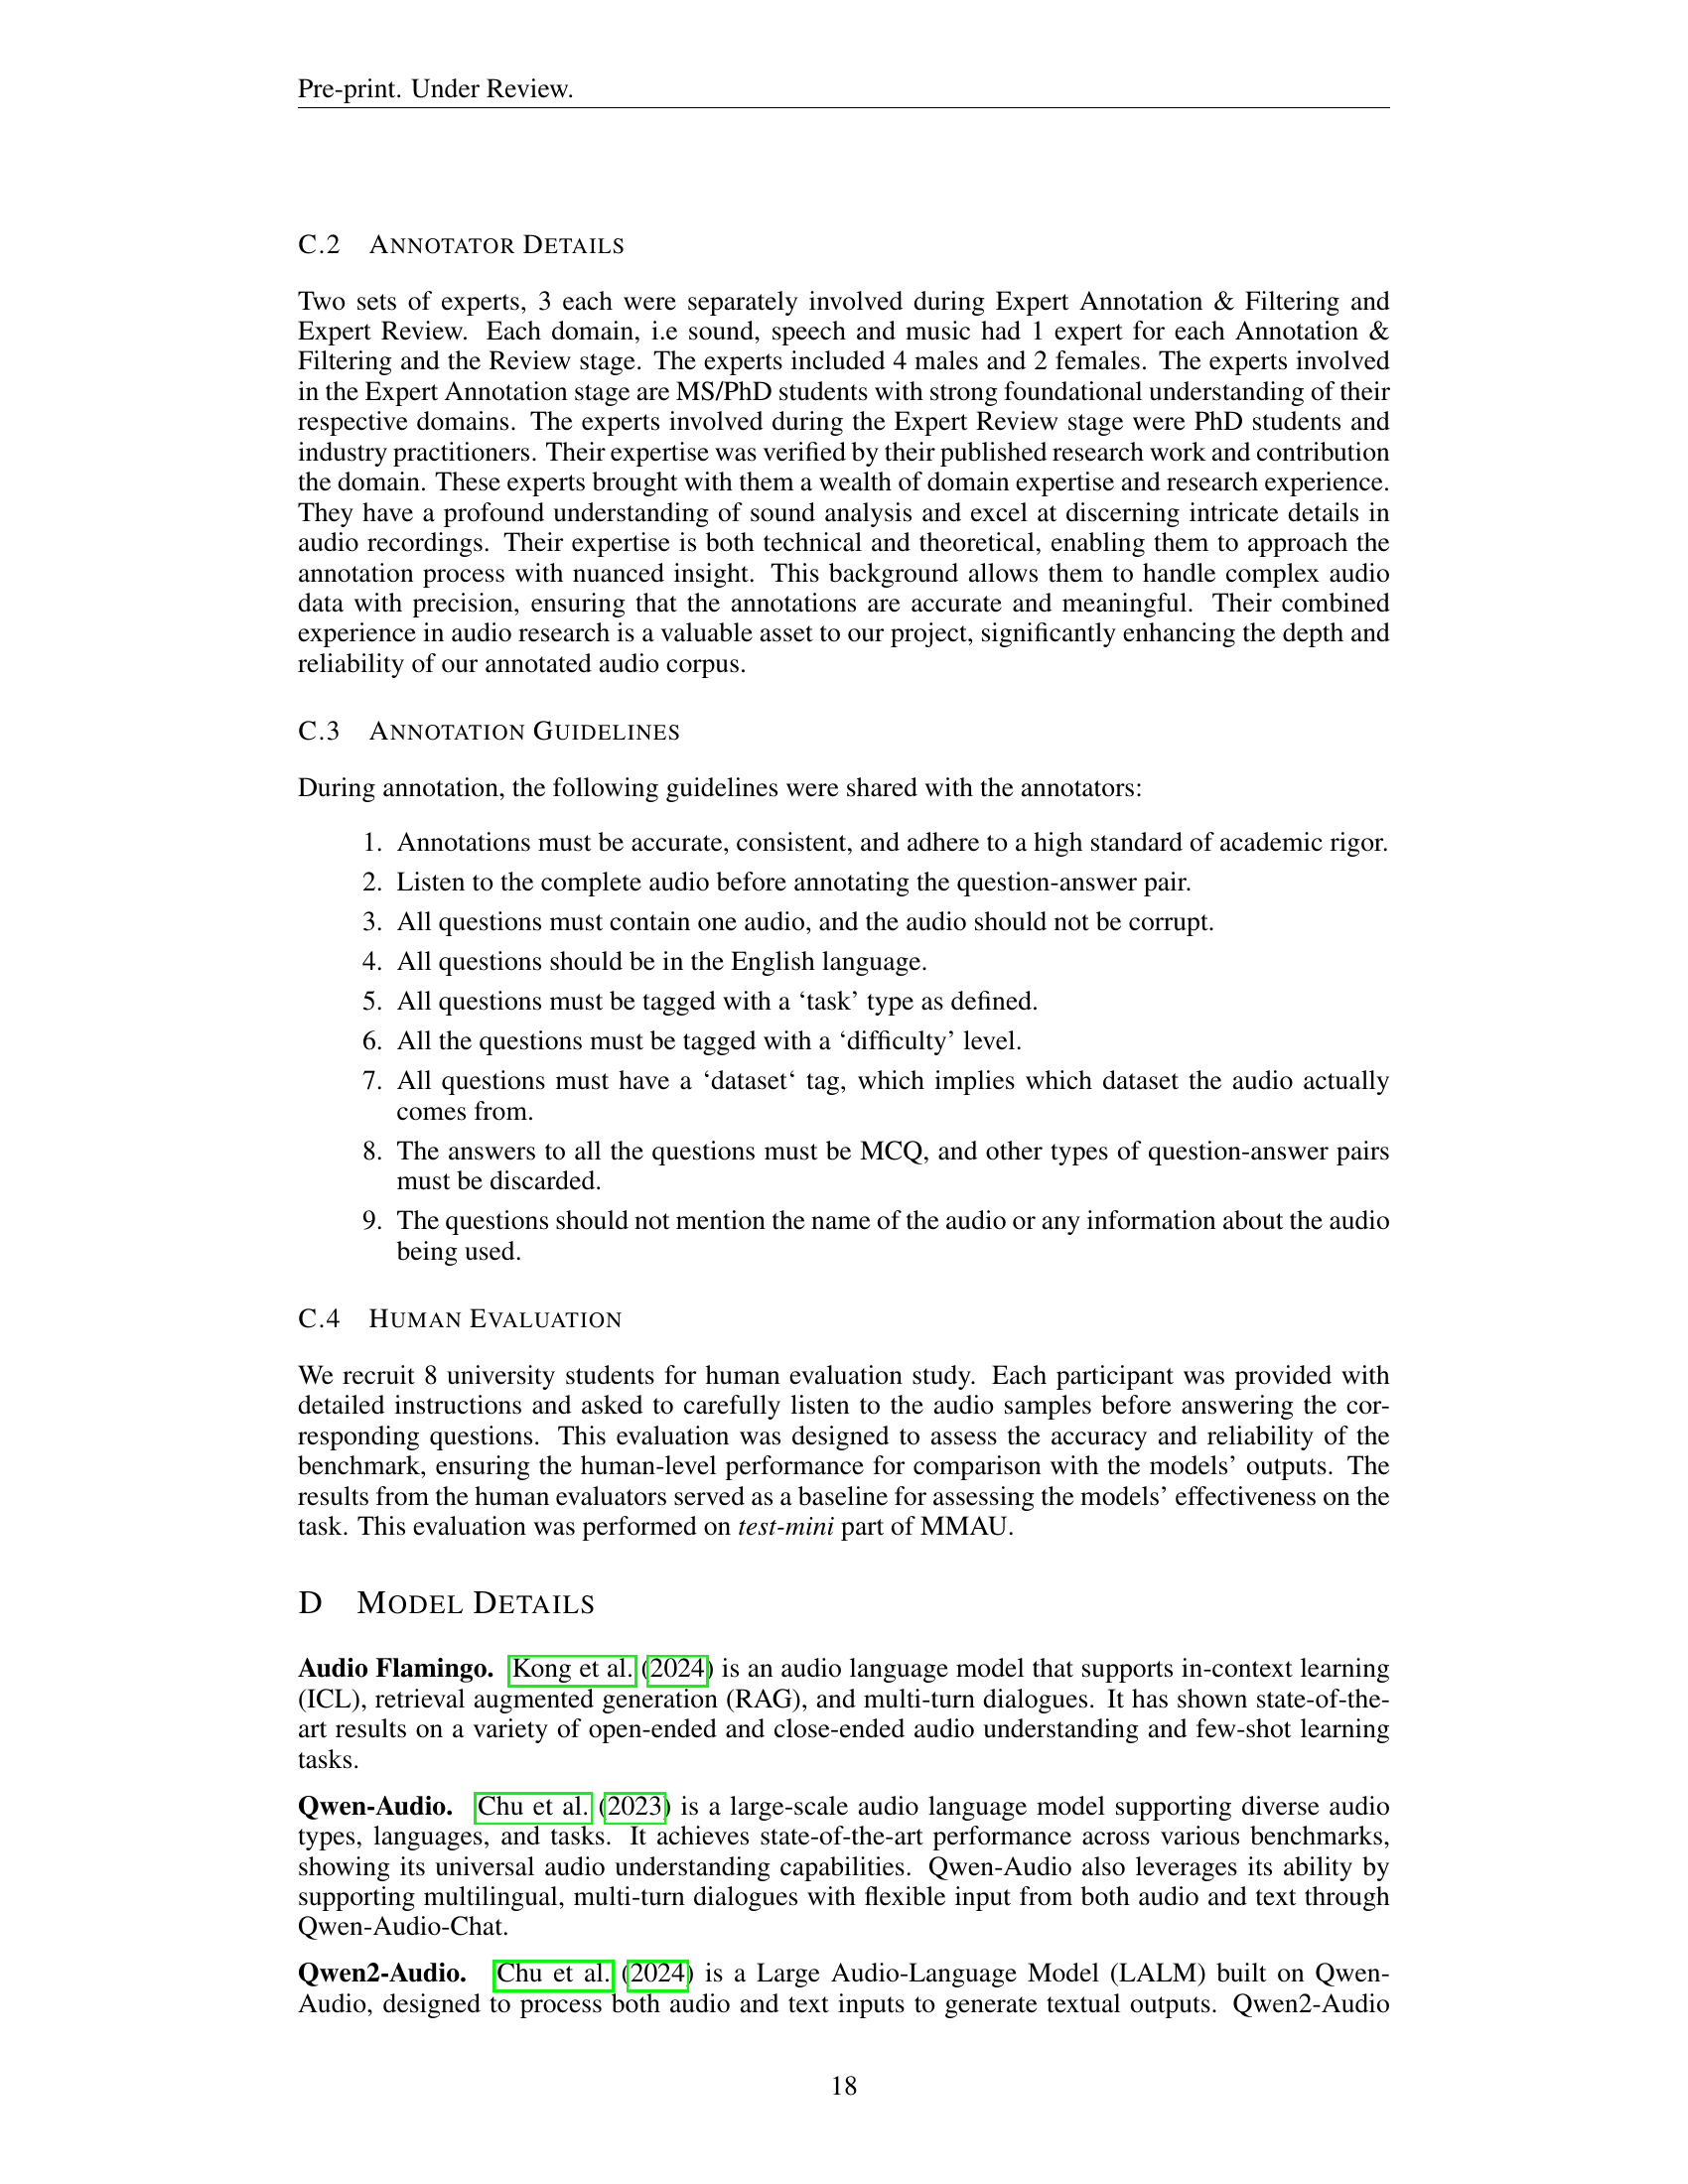 Pre-print. Under Review.
C.2 ANNOTATOR DETAILS
Two sets of experts, 3 each were separately involved during Expert Annotation & Filtering and
Expert Review. Each domain, i.e sound, speech and music had 1 expert for each Annotation &
Filtering and the Review stage. The experts included 4 males and 2 females. The experts involved
in the Expert Annotation stage are MS/PhD students with strong foundational understanding of their
respective domains. The experts involved during the Expert Review stage were PhD students and
industry practitioners. Their expertise was verified by their published research work and contribution
the domain. These experts brought with them a wealth of domain expertise and research experience.
They have a profound understanding of sound analysis and excel at discerning intricate details in
audio recordings. Their expertise is both technical and theoretical, enabling them to approach the
annotation process with nuanced insight. This background allows them to handle complex audio
data with precision, ensuring that the annotations are accurate and meaningful. Their combined
experience in audio research is a valuable asset to our project, significantly enhancing the depth and
reliability of our annotated audio corpus.
C.3 ANNOTATION GUIDELINES
During annotation, the following guidelines were shared with the annotators:
1. Annotations must be accurate, consistent, and adhere to a high standard of academic rigor.
2. Listen to the complete audio before annotating the question-answer pair.
3. All questions must contain one audio, and the audio should not be corrupt.
4. All questions should be in the English language.
5. All questions must be tagged with a ‘task’ type as defined.
6. All the questions must be tagged with a ‘difficulty’ level.
7. All questions must have a ‘dataset‘ tag, which implies which dataset the audio actually
comes from.
8. The answers to all the questions must be MCQ, and other types of question-answer pairs
must be discarded.
9. The questions should not mention the name of the audio or any information about the audio
being used.
C.4 HUMAN EVALUATION
We recruit 8 university students for human evaluation study. Each participant was provided with
detailed instructions and asked to carefully listen to the audio samples before answering the cor-
responding questions. This evaluation was designed to assess the accuracy and reliability of the
benchmark, ensuring the human-level performance for comparison with the models’ outputs. The
results from the human evaluators served as a baseline for assessing the models’ effectiveness on the
task. This evaluation was performed on test-mini part of MMAU.
D MODEL DETAILS
Audio Flamingo. Kong et al. (2024) is an audio language model that supports in-context learning
(ICL), retrieval augmented generation (RAG), and multi-turn dialogues. It has shown state-of-the-
art results on a variety of open-ended and close-ended audio understanding and few-shot learning
tasks.
Qwen-Audio. Chu et al. (2023) is a large-scale audio language model supporting diverse audio
types, languages, and tasks. It achieves state-of-the-art performance across various benchmarks,
showing its universal audio understanding capabilities. Qwen-Audio also leverages its ability by
supporting multilingual, multi-turn dialogues with flexible input from both audio and text through
Qwen-Audio-Chat.
Qwen2-Audio. Chu et al. (2024) is a Large Audio-Language Model (LALM) built on Qwen-
Audio, designed to process both audio and text inputs to generate textual outputs. Qwen2-Audio
18